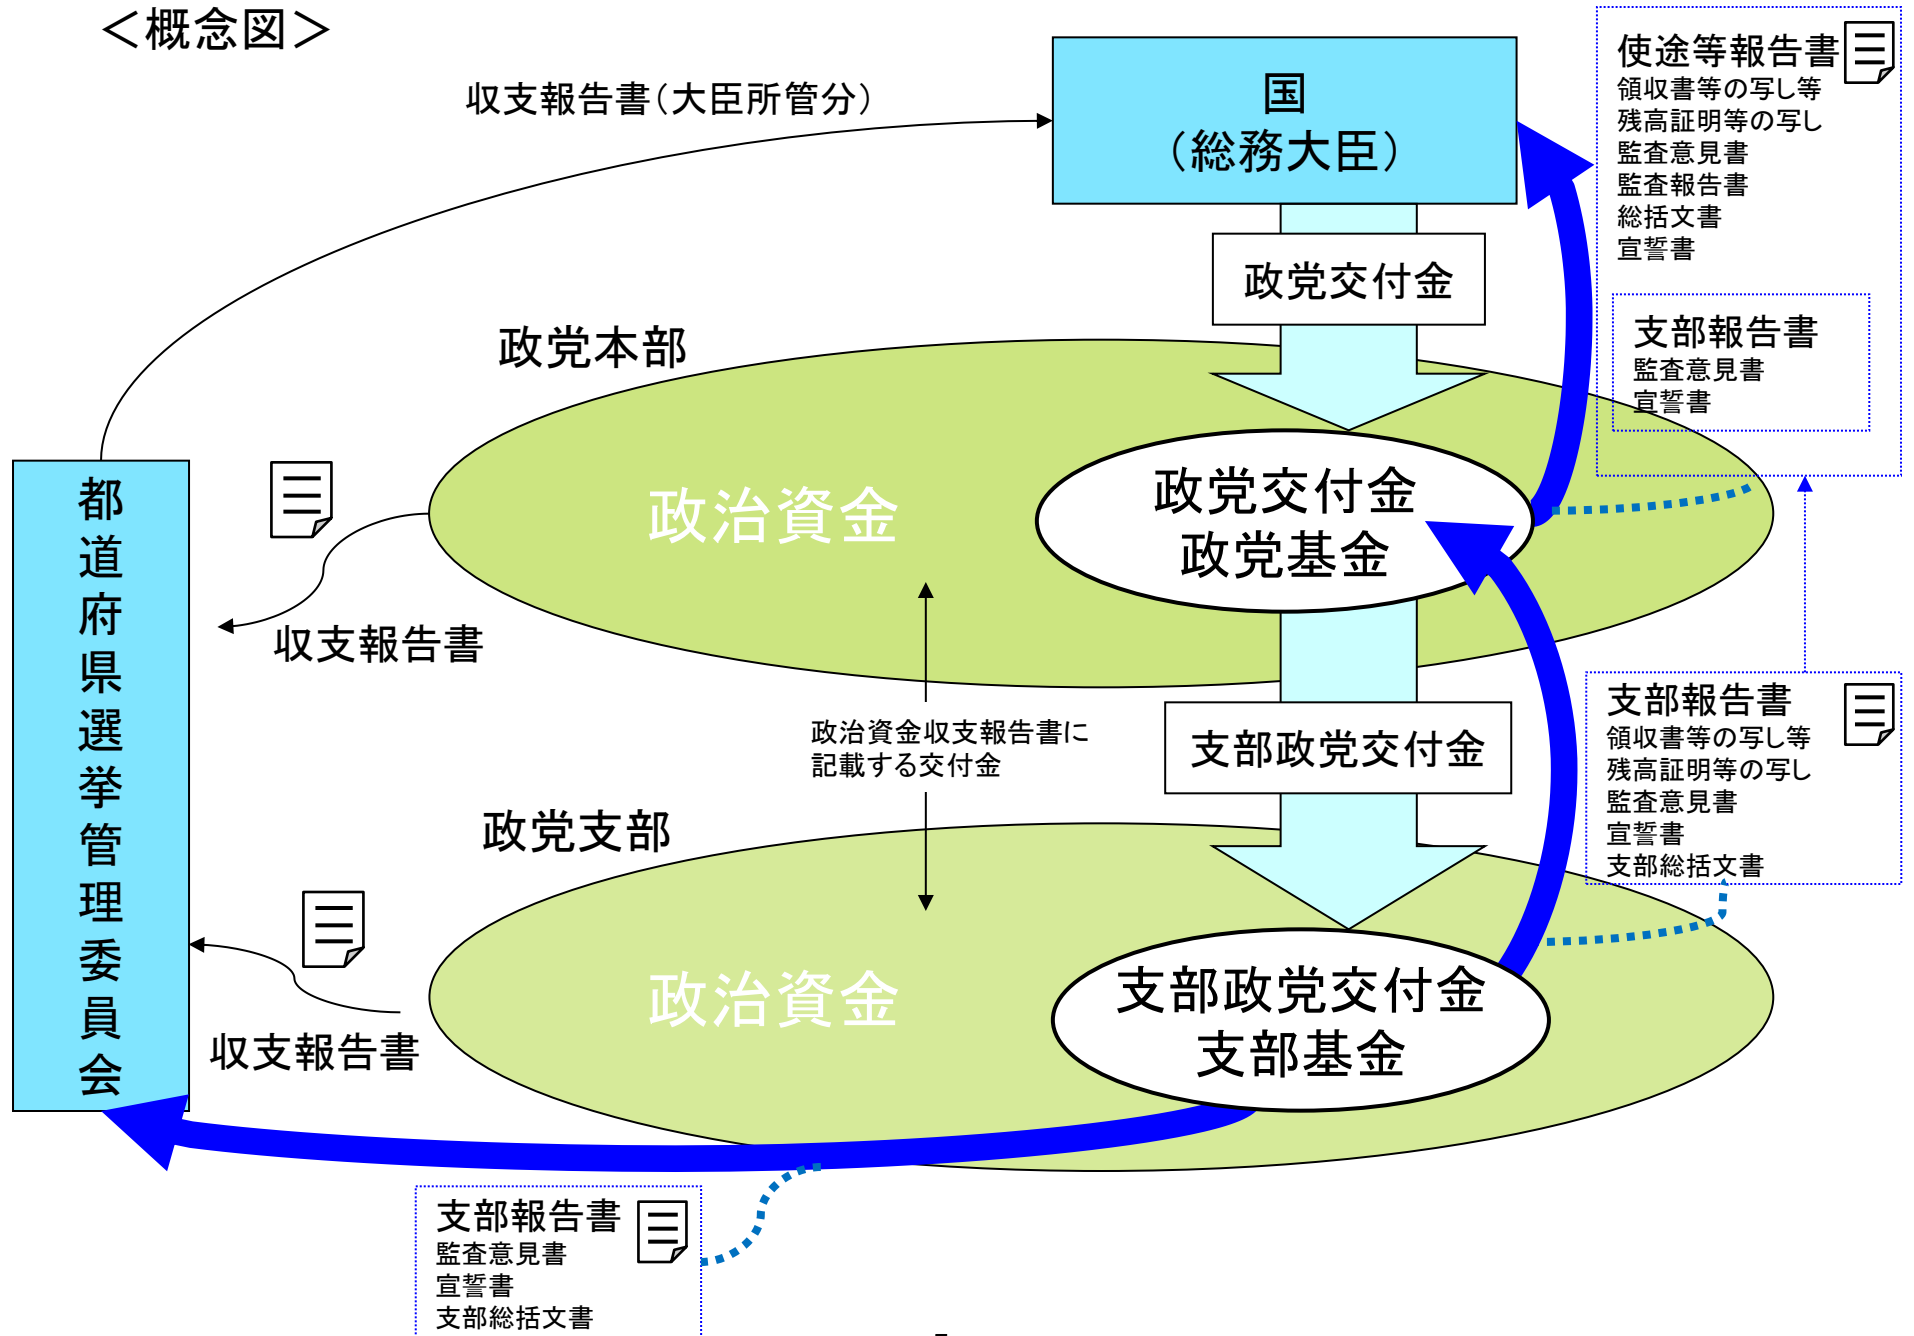 ＜概念図＞
収支報告書（大臣所管分）
国
（総務大臣）
使途等報告書
領収書等の写し等
残高証明等の写し
監査意見書
監査報告書
総括文書
宣誓書
支部報告書
監査意見書
宣誓書
政党交付金
政党本部
政治資金
政党交付金
政党基金
都道府県選挙管理委員会
収支報告書
政治資金収支報告書に
記載する交付金
支部政党交付金
支部報告書
領収書等の写し等
残高証明等の写し
監査意見書
宣誓書
支部総括文書
政党支部
政治資金
支部政党交付金
支部基金
収支報告書
支部報告書
監査意見書
宣誓書
支部総括文書